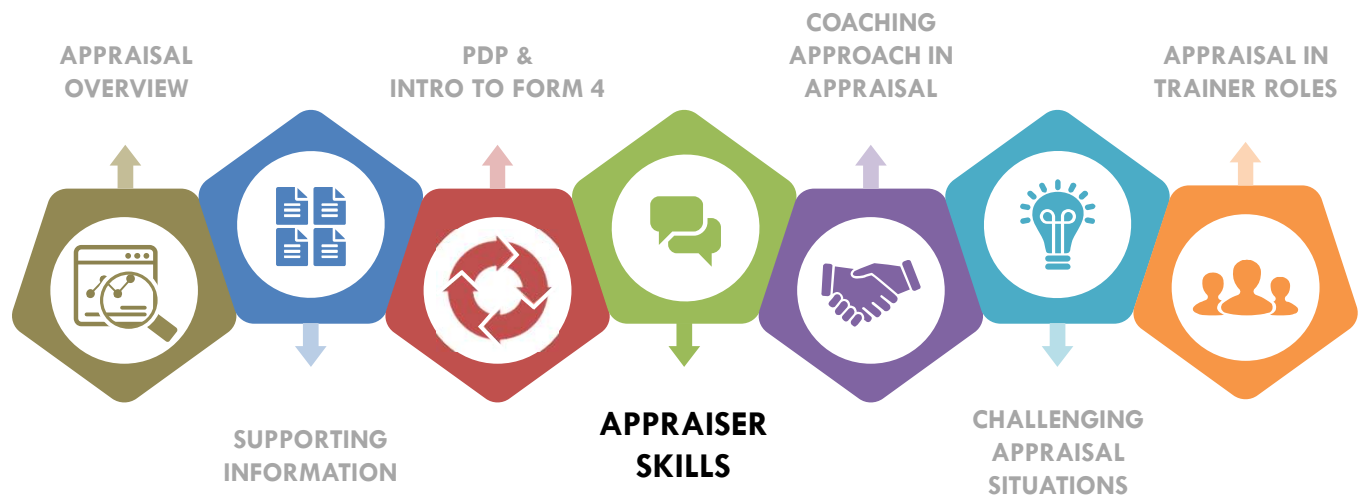 APPRAISAL
OVERVIEW
SUPPORTING
INFORMATION
PDP &
INTRO TO FORM 4
APPRAISER
SKILLS
COACHING
APPROACH IN
APPRAISAL
CHALLENGING
APPRAISAL
SITUATIONS
APPRAISAL IN
TRAINER ROLES